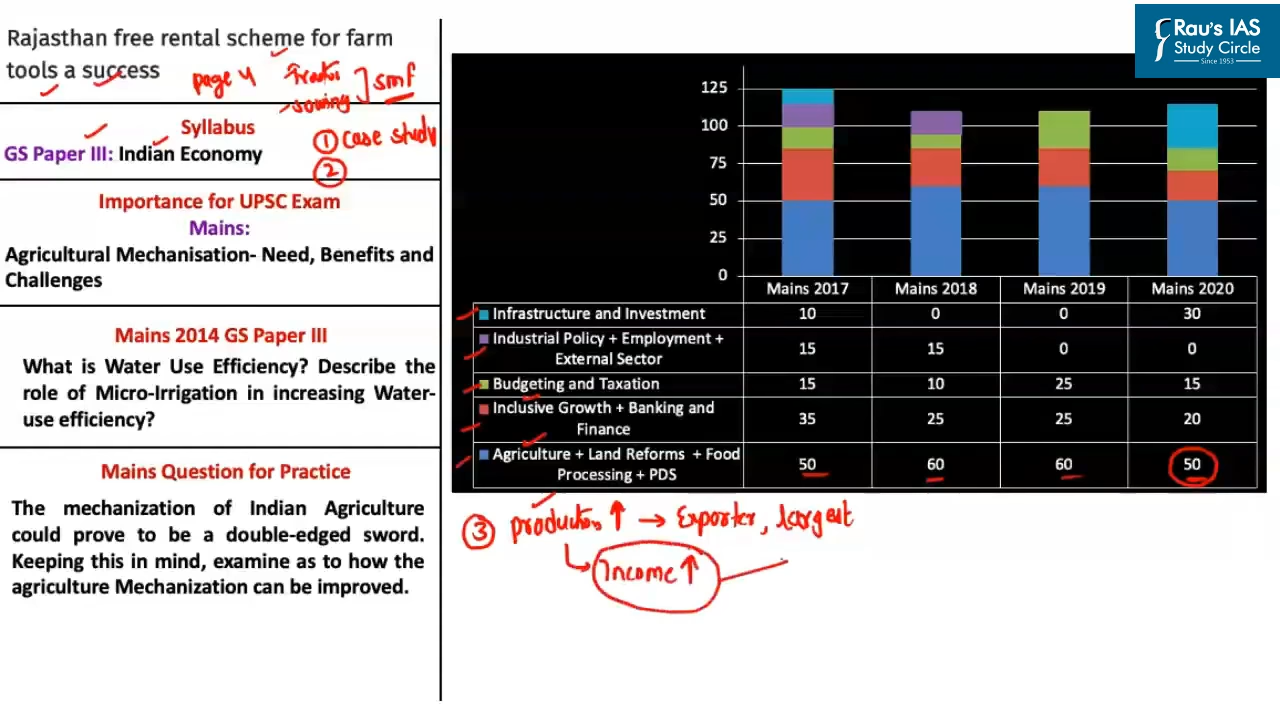 Rau's IAS
Study Circle
Since 1953
Rajasthan free rental scheme for farm
tools a success
page 4
Tractor
- sowing
smf
Syllabus
GS Paper III: Indian Economy
① case study
②
Importance for UPSC Exam
Mains:
Agricultural Mechanisation- Need, Benefits and
Challenges
Mains 2014 GS Paper III
What is Water Use Efficiency? Describe the
role of Micro-Irrigation in increasing Water-
use efficiency?
Mains Question for Practice
The mechanization of Indian Agriculture
could prove to be a double-edged sword.
Keeping this in mind, examine as to how the
agriculture Mechanization can be improved.
125
100
75
50
25
0
Mains 2017 Mains 2018 Mains 2019 Mains 2020
Infrastructure and Investment 10 0 0 30
Industrial Policy + Employment +
External Sector 15 15 0 0
Budgeting and Taxation 15 10 25 15
Inclusive Growth + Banking and
Finance 35 25 25 20
Agriculture + Land Reforms + Food
Processing + PDS 50 60 60 50
③ production ↑ → Exporter, largest
Income ↑